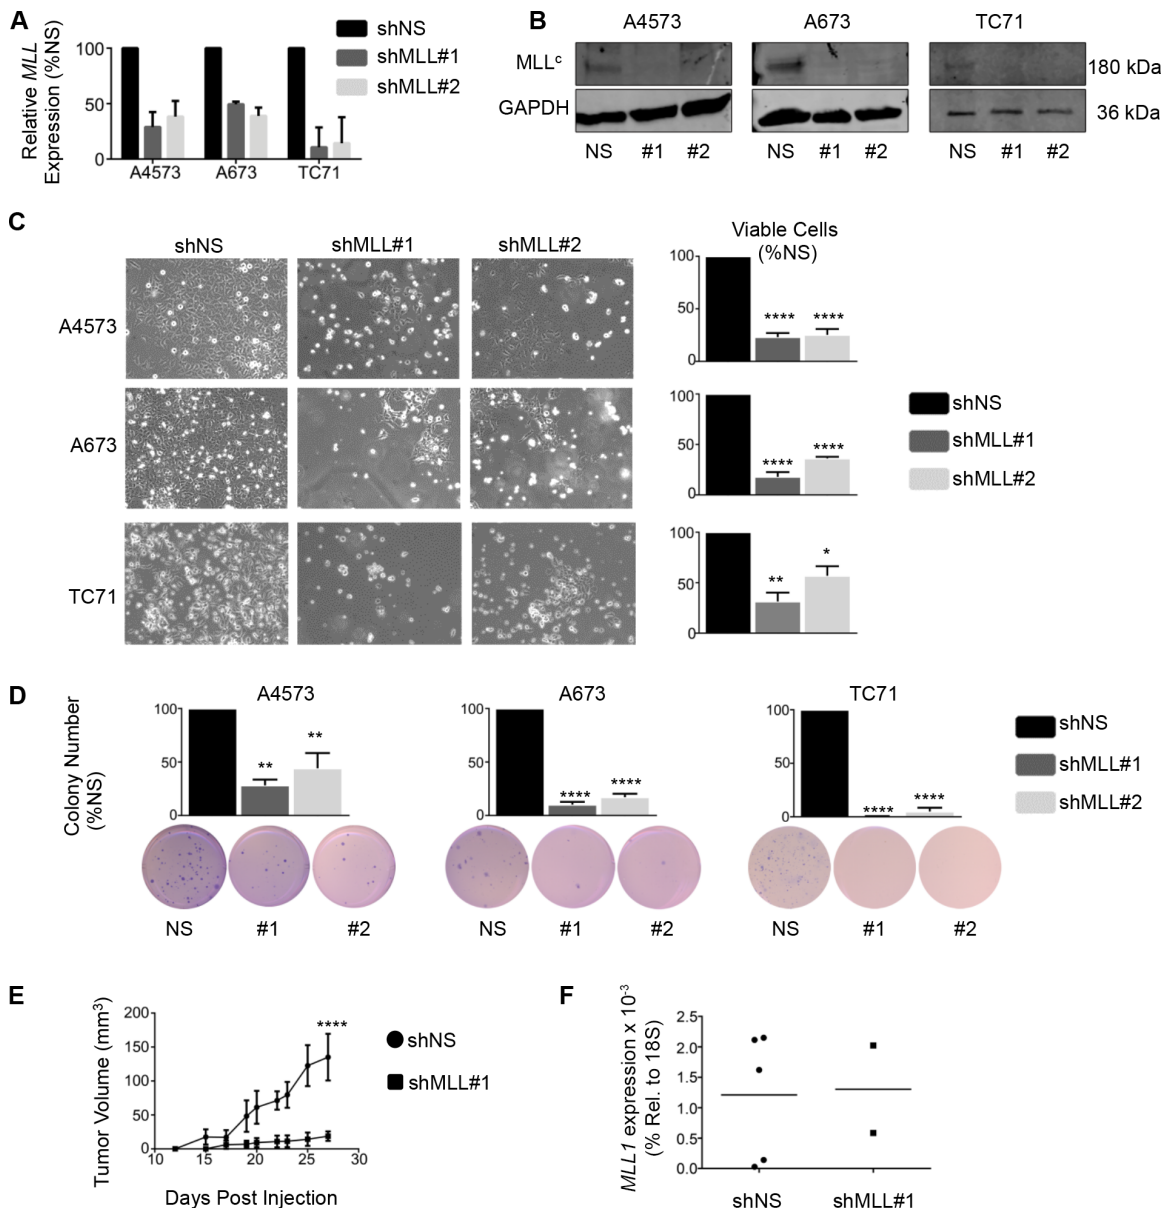 A
Relative MLL
Expression (%NS)
100
50
0
A4573 A673 TC71
shNS
shMLL#1
shMLL#2
B
A4573 A673 TC71
MLLᶜ
180 kDa
GAPDH
36 kDa
NS #1 #2 NS #1 #2 NS #1 #2
C
shNS shMLL#1 shMLL#2
A4573
A673
TC71
Viable Cells
(%NS)
100
50
0
**** ****
100
50
0
**** ****
100
50
0
** *
shNS
shMLL#1
shMLL#2
D
Colony Number
(%NS)
A4573
100
50
0
** **
NS #1 #2
A673
100
50
0
**** ****
NS #1 #2
TC71
100
50
0
**** ****
NS #1 #2
shNS
shMLL#1
shMLL#2
E
Tumor Volume (mm³)
200
150
100
50
0
10 15 20 25 30
Days Post Injection
****
shNS
shMLL#1
F
MLL1 expression x 10⁻³
(% Rel. to 18S)
2.5
2.0
1.5
1.0
0.5
0.0
shNS shMLL#1